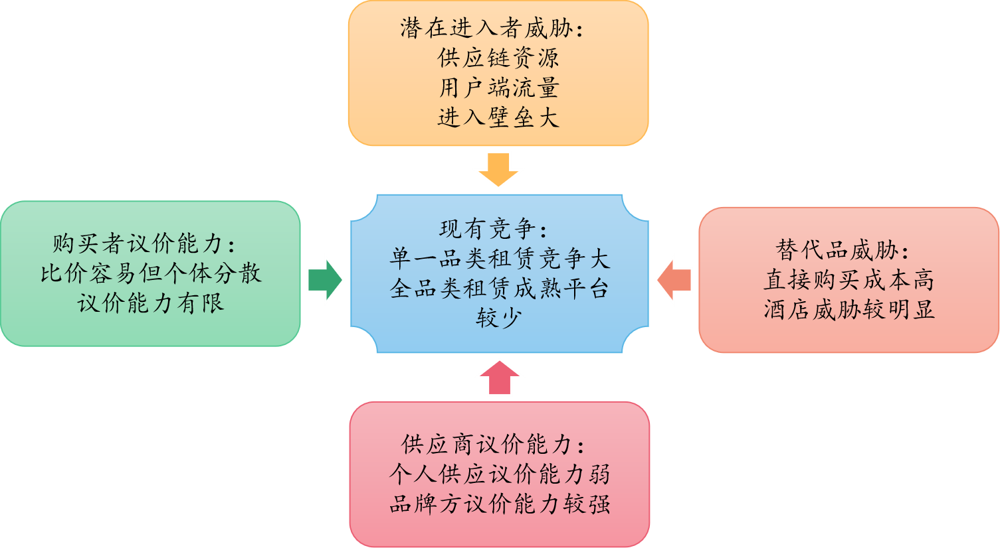 潜在进入者威胁：
供应链资源
用户端流量
进入壁垒大
购买者议价能力：
比价容易但个体分散
议价能力有限
现有竞争：
单一品类租赁竞争大
全品类租赁成熟平台
较少
替代品威胁：
直接购买成本高
酒店威胁较明显
供应商议价能力：
个人供应议价能力弱
品牌方议价能力较强